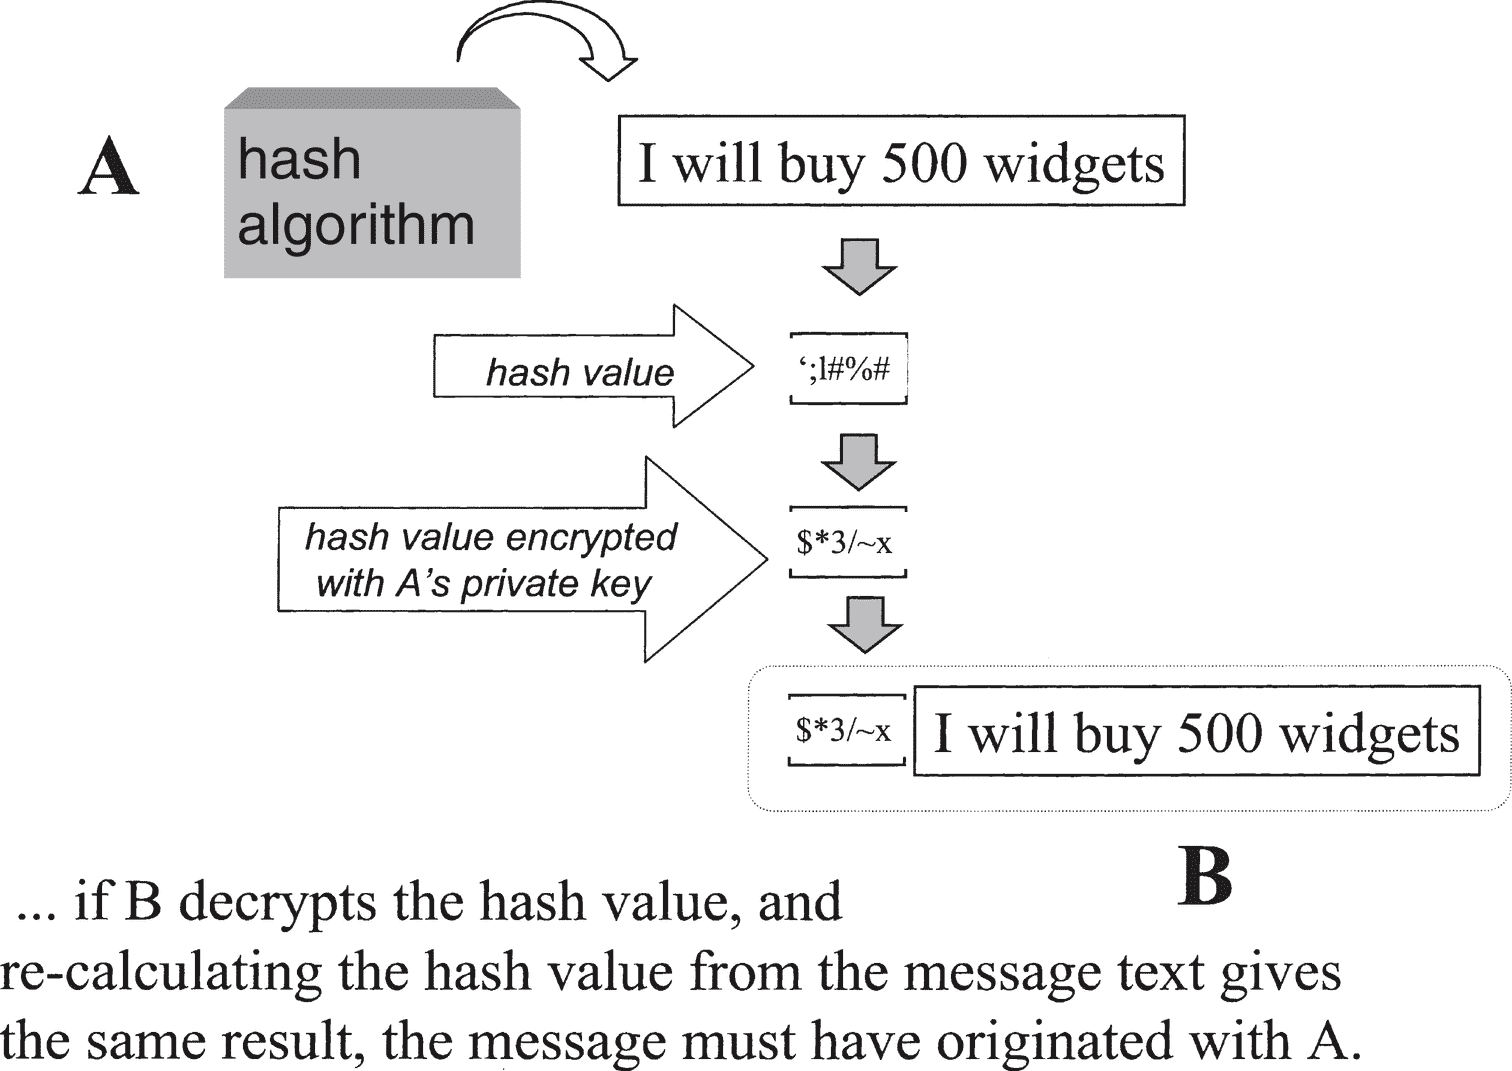 A
hash
algorithm
I will buy 500 widgets
hash value
‘;l#%#
hash value encrypted
with A’s private key
$*3/~x
$*3/~x
I will buy 500 widgets
B
... if B decrypts the hash value, and
re-calculating the hash value from the message text gives
the same result, the message must have originated with A.